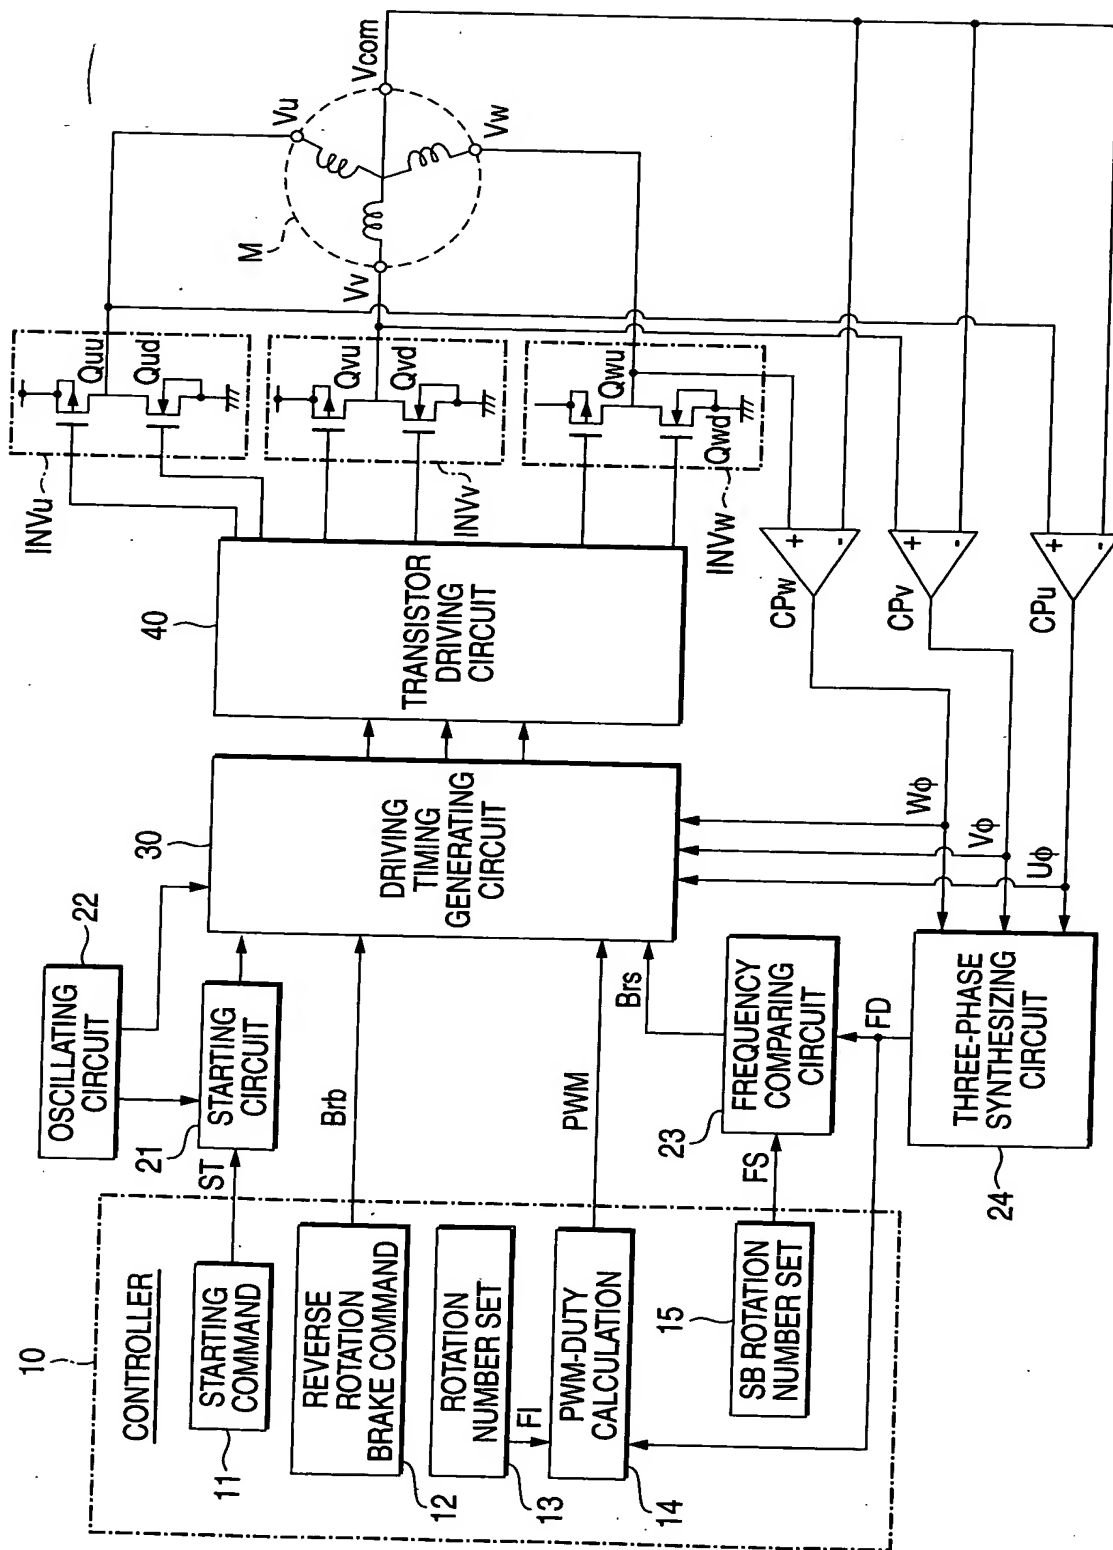 10
CONTROLLER
STARTING
COMMAND
11
REVERSE
ROTATION
BRAKE COMMAND
12
ROTATION
NUMBER SET
13
FI
PWM-DUTY
CALCULATION
14
15
SB ROTATION
NUMBER SET
ST
Brb
PWM
FS
22
OSCILLATING
CIRCUIT
STARTING
CIRCUIT
21
FREQUENCY
COMPARING
CIRCUIT
23
Brs
FD
THREE-PHASE
SYNTHESIZING
CIRCUIT
24
30
DRIVING
TIMING
GENERATING
CIRCUIT
Wϕ
Vϕ
Uϕ
40
TRANSISTOR
DRIVING
CIRCUIT
INVu
Quu
Qud
INVv
Qvu
Qvd
INVw
Qwu
Qwd
M
Vu
Vv
Vw
Vcom
CPw
+
-
CPv
+
-
CPu
+
-